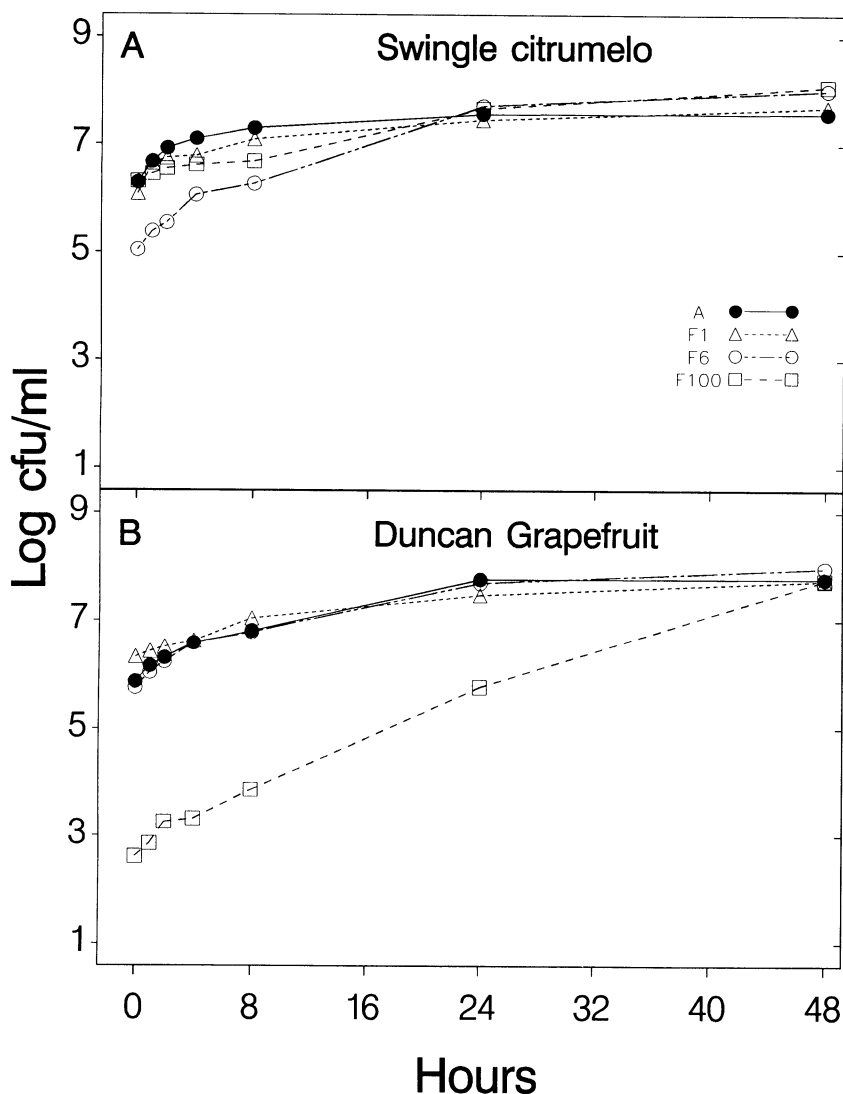 A
Swingle citrumelo
9
7
5
3
1
A
F1
F6
F100
Log cfu/ml
B
Duncan Grapefruit
9
7
5
3
1
0 8 16 24 32 40 48
Hours